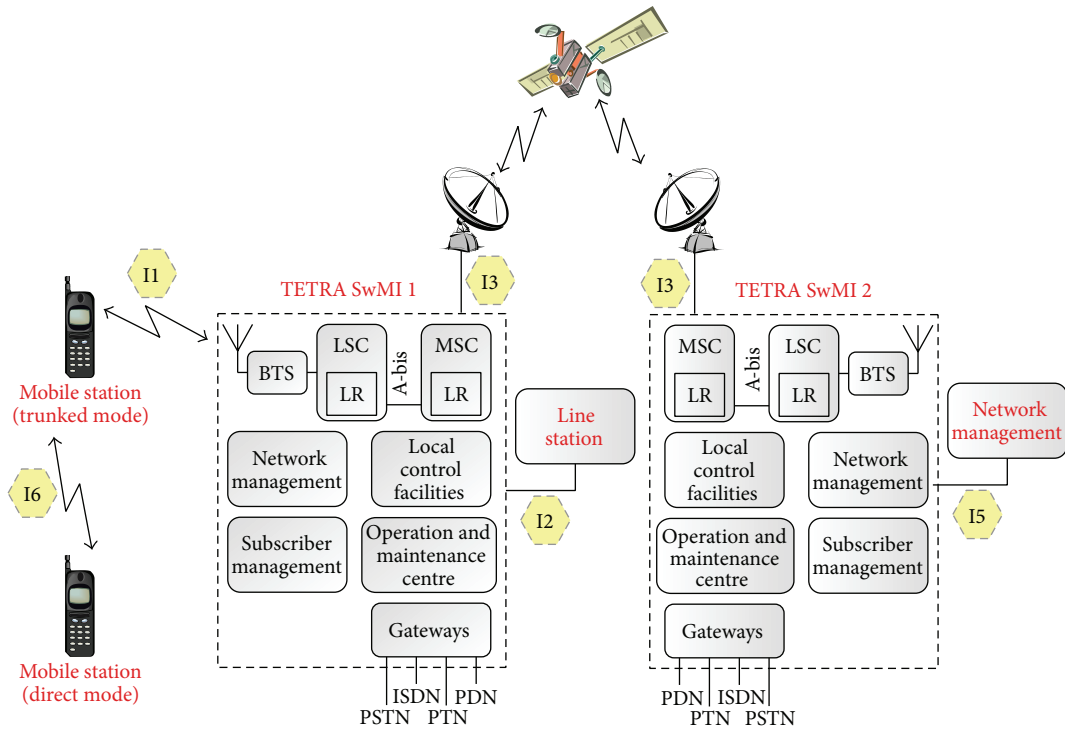 I1
I3
I3
TETRA SwMI 1
TETRA SwMI 2
Mobile station
(trunked mode)
BTS
LSC
LR
A-bis
MSC
LR
MSC
LR
A-bis
LSC
LR
BTS
Line
station
Network
management
Network
management
Local
control
facilities
Local
control
facilities
Network
management
I6
I2
I5
Subscriber
management
Operation and
maintenance
centre
Operation and
maintenance
centre
Subscriber
management
Gateways
Gateways
Mobile station
(direct mode)
PSTN
ISDN
PTN
PDN
PDN
PTN
ISDN
PSTN